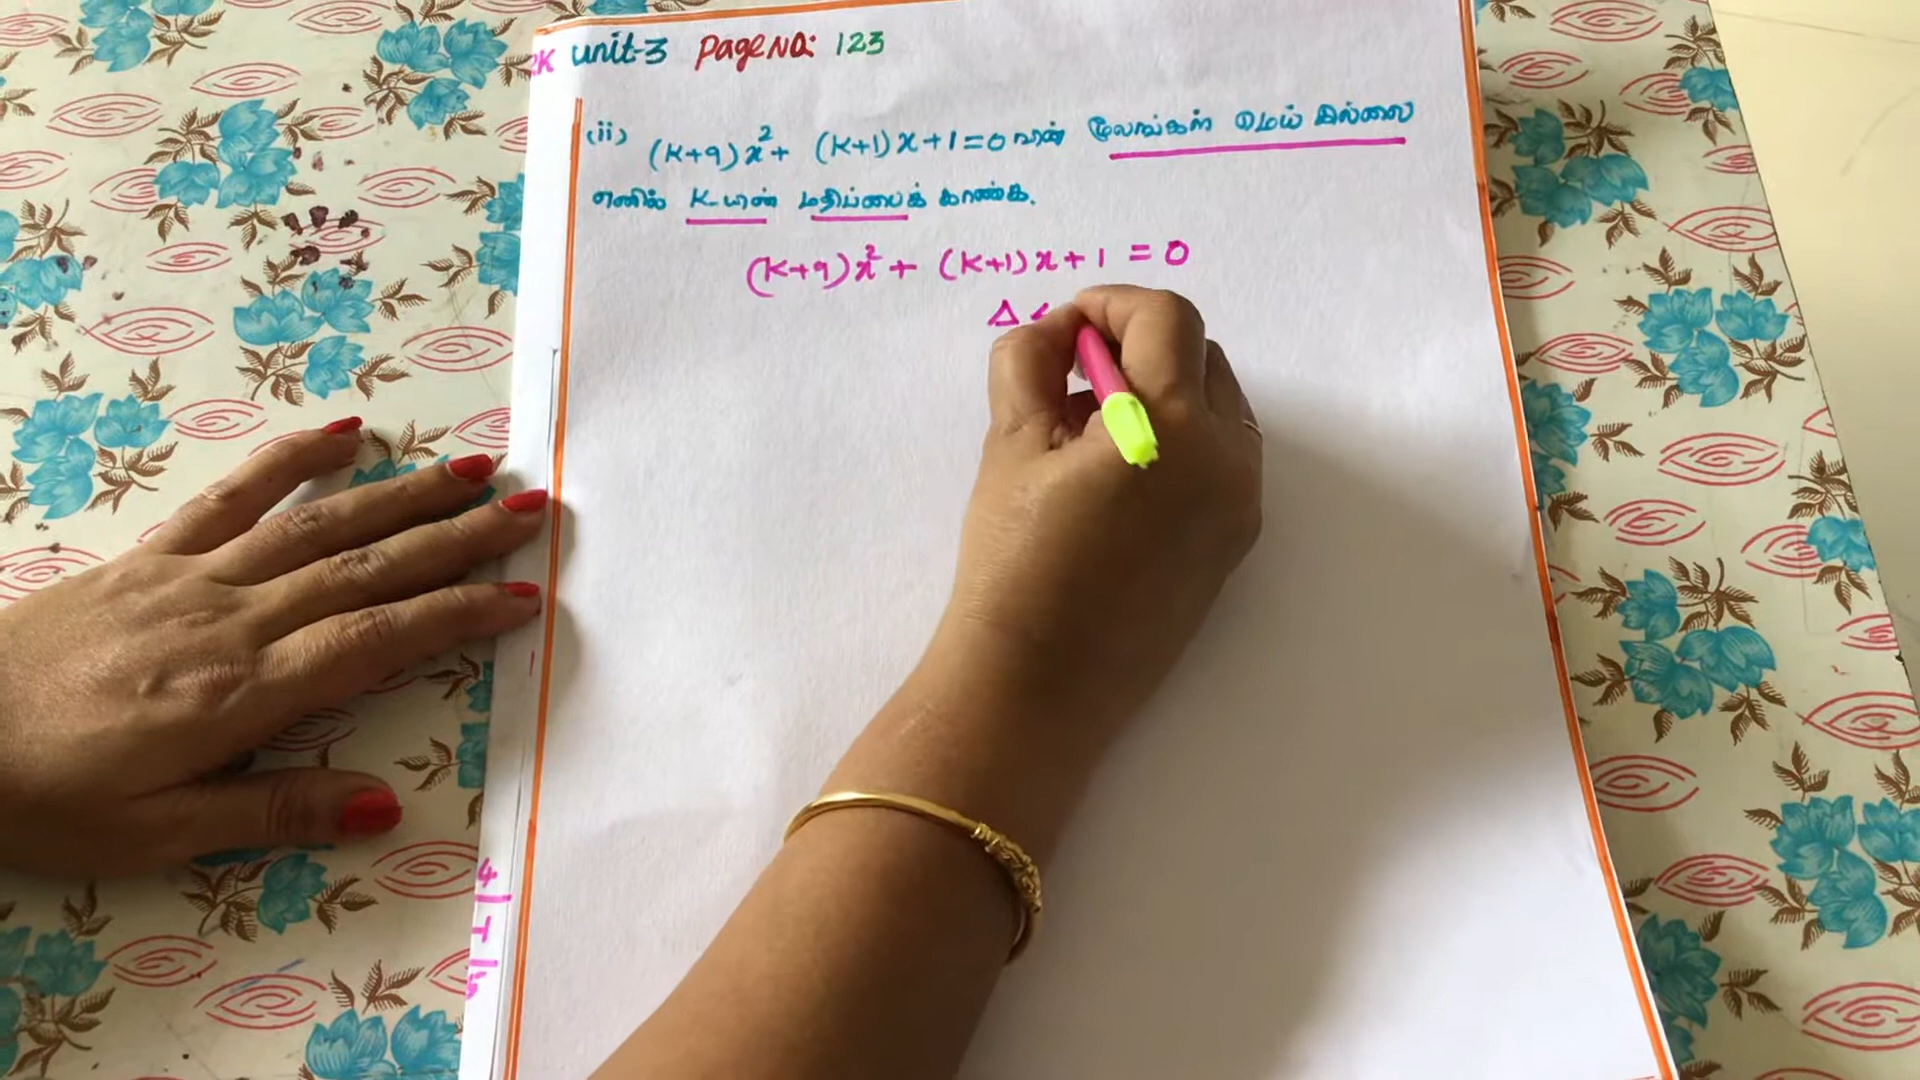 unit-3 Page NO: 123
(ii) (K+9)x²+ (K+1)x+1=0 வின் மூலங்கள் மெய் இல்லை
எனில் K-யின் மதிப்பைக் காண்க.
(K+9)x²+ (K+1)x+1 = 0
Δ <